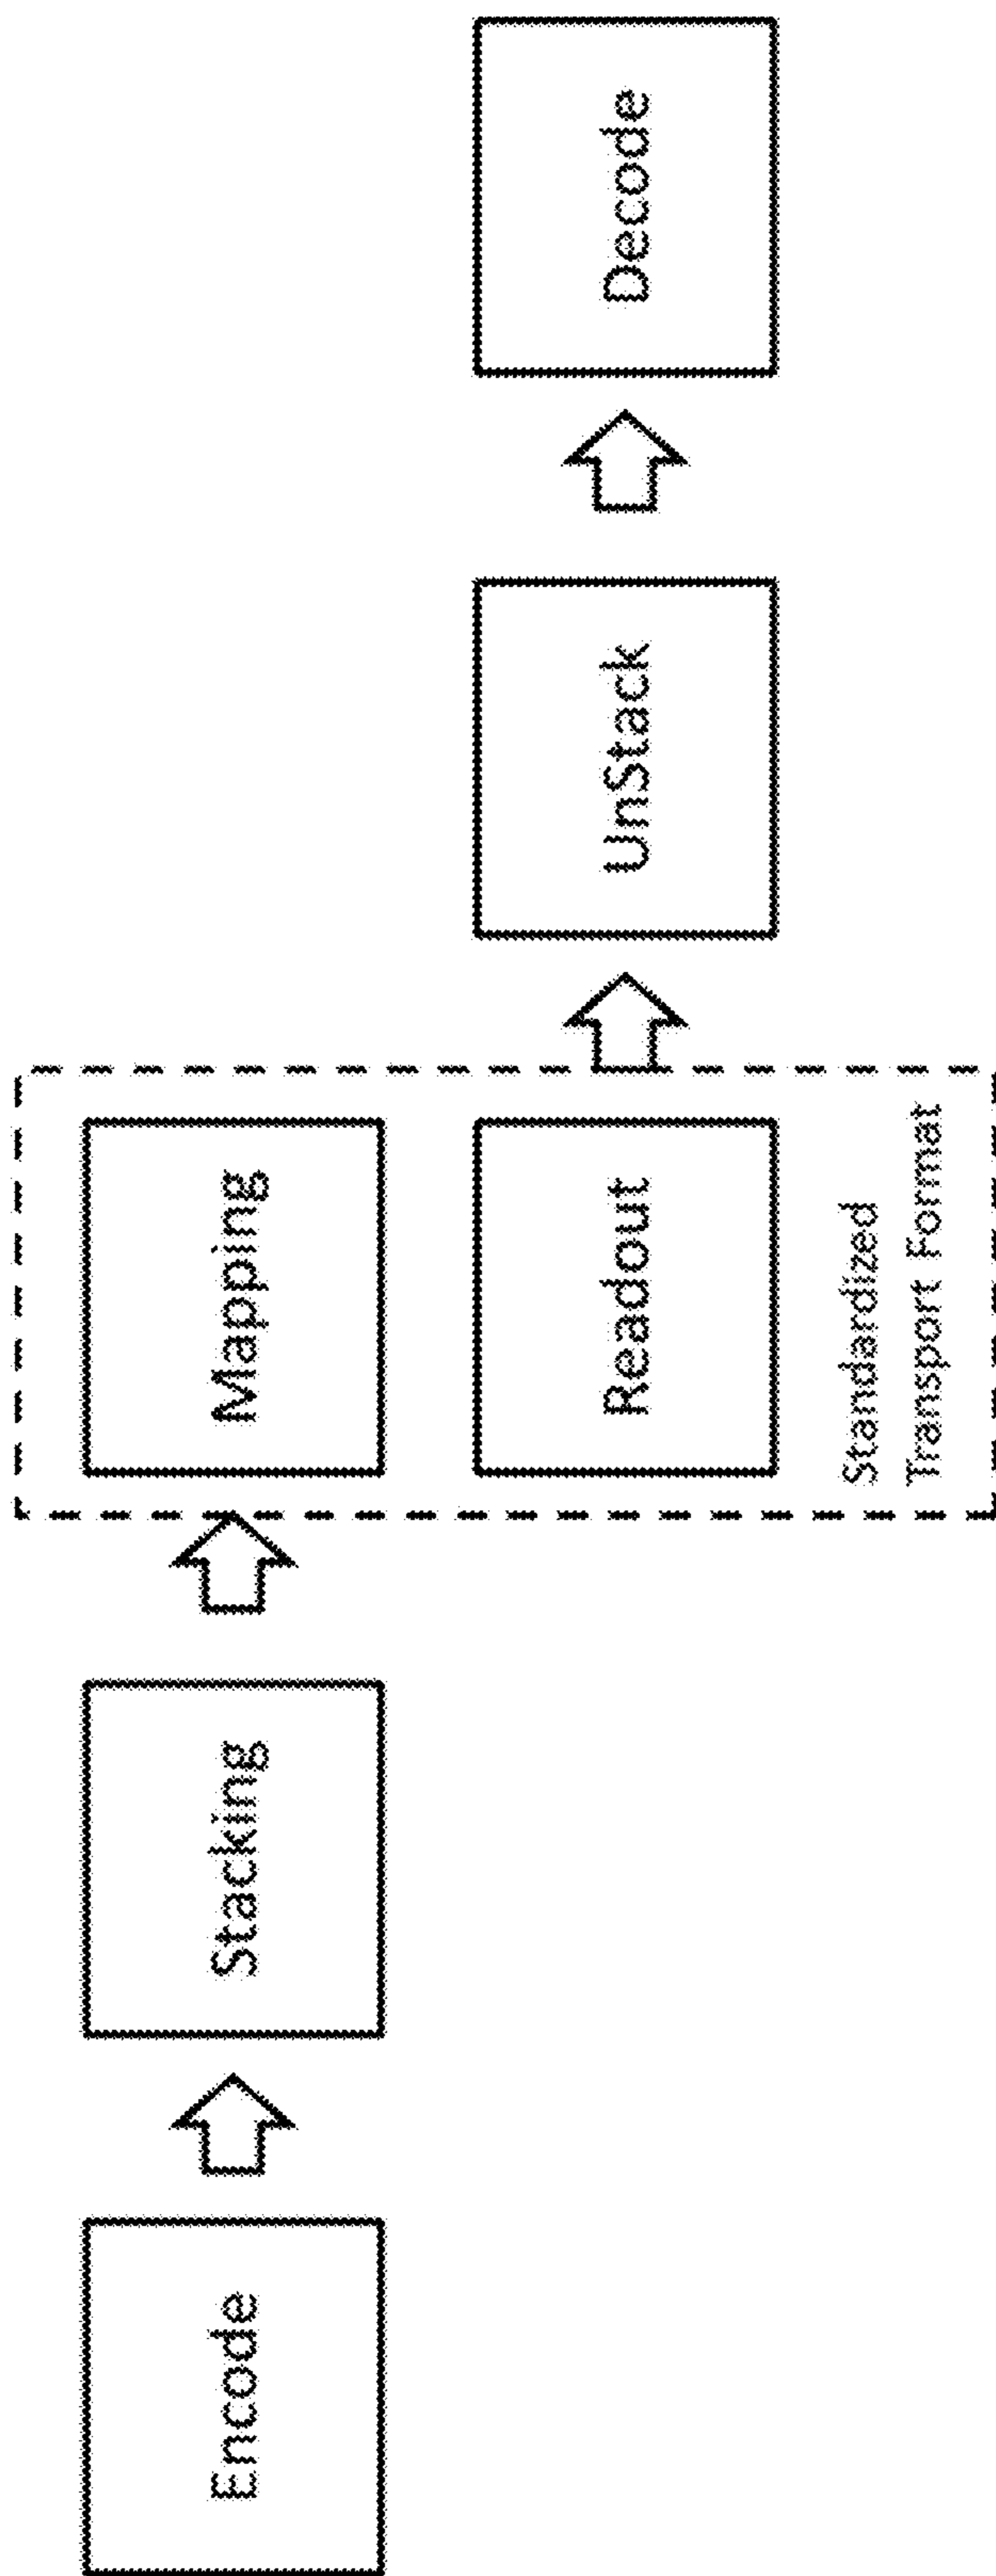 Encode
Stacking
Mapping
Readout
Standardized
Transport Format
UnStack
Decode